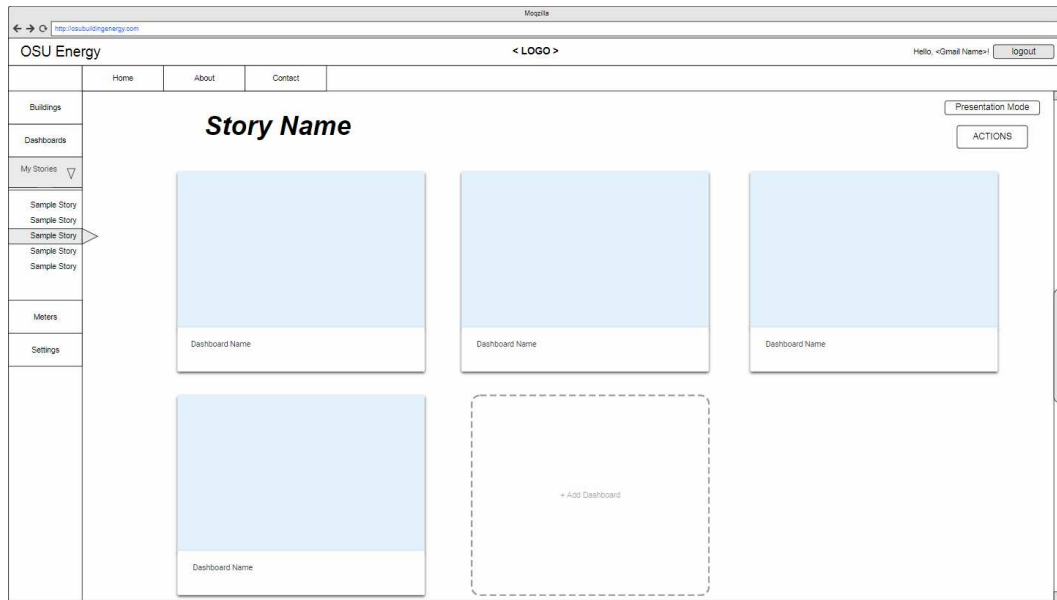 Moqzilla
http://osubuildingenergy.com
OSU Energy
< LOGO >
Hello, <Gmail Name>!
logout
Home
About
Contact
Buildings
Dashboards
My Stories
Sample Story
Sample Story
Sample Story
Sample Story
Sample Story
Meters
Settings
Story Name
Presentation Mode
ACTIONS
Dashboard Name
Dashboard Name
Dashboard Name
Dashboard Name
+ Add Dashboard